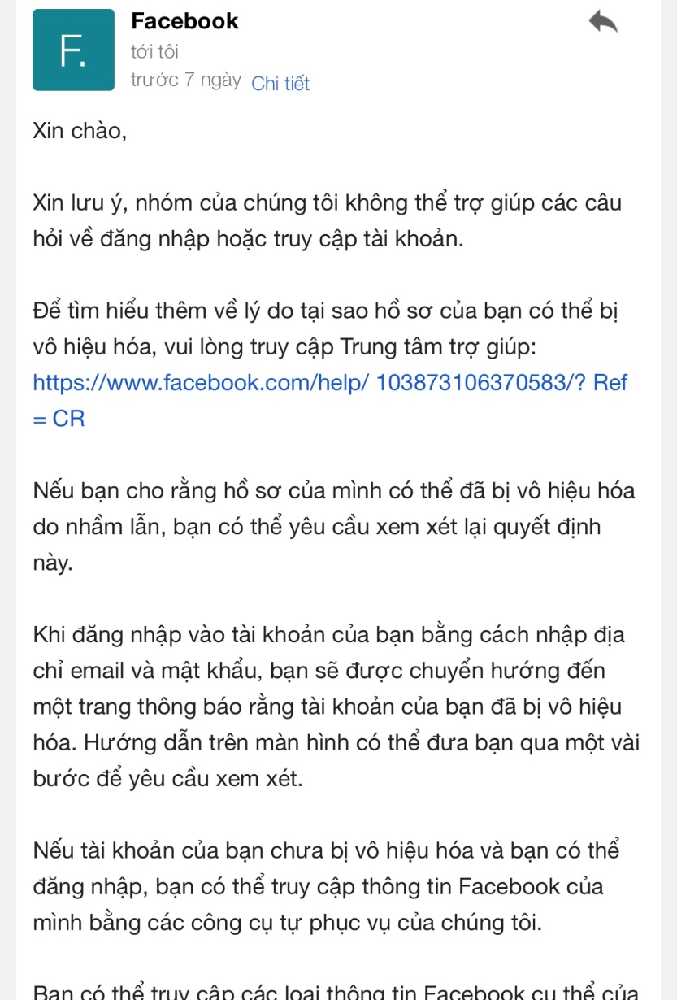 F.
Facebook
tới tôi
trước 7 ngày Chi tiết
Xin chào,
Xin lưu ý, nhóm của chúng tôi không thể trợ giúp các câu
hỏi về đăng nhập hoặc truy cập tài khoản.
Để tìm hiểu thêm về lý do tại sao hồ sơ của bạn có thể bị
vô hiệu hóa, vui lòng truy cập Trung tâm trợ giúp:
https://www.facebook.com/help/ 103873106370583/? Ref
= CR
Nếu bạn cho rằng hồ sơ của mình có thể đã bị vô hiệu hóa
do nhầm lẫn, bạn có thể yêu cầu xem xét lại quyết định
này.
Khi đăng nhập vào tài khoản của bạn bằng cách nhập địa
chỉ email và mật khẩu, bạn sẽ được chuyển hướng đến
một trang thông báo rằng tài khoản của bạn đã bị vô hiệu
hóa. Hướng dẫn trên màn hình có thể đưa bạn qua một vài
bước để yêu cầu xem xét.
Nếu tài khoản của bạn chưa bị vô hiệu hóa và bạn có thể
đăng nhập, bạn có thể truy cập thông tin Facebook của
mình bằng các công cụ tự phục vụ của chúng tôi.
Bạn có thể truy cập các loại thông tin Facebook cụ thể của